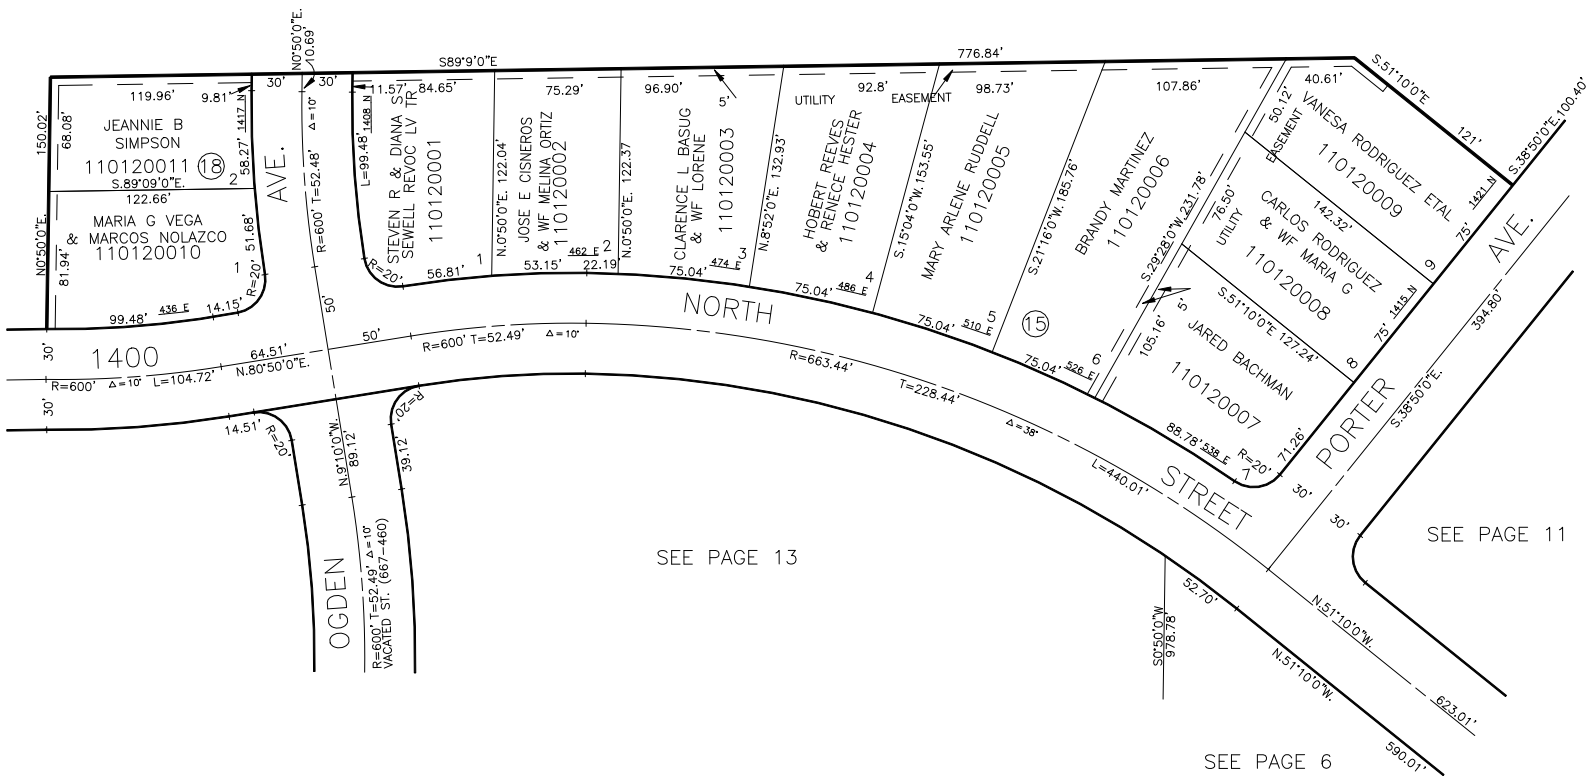 N0°50'0"E.
10.69'
S89°9'0"E
776.84'
S.51°10'0"E
121'
S.38°50'0"E.100.40'
150.02'
68.08'
119.96'
9.81'
1417 N
58.27'
JEANNIE B
SIMPSON
110120011
18
S.89°09'0"E.
2
122.66'
N0°50'0"E.
81.94'
MARIA G VEGA
& MARCOS NOLAZCO
110120010
1
51.68'
R=20'
99.48'
436 E
14.15'
30'
30'
AVE.
Δ=10°
R=600' T=52.48'
50'
11.57'
84.65'
1408 N
L=99.48'
STEVEN R & DIANA S
SEWELL REVOC LV TR
110120001
R=20'
56.81'
1
N.0°50'0"E. 122.04'
75.29'
JOSE E CISNEROS
& WF MELINA ORTIZ
110120002
462 E
2
53.15'
22.19'
N.0°50'0"E. 122.37
96.90'
5'
CLARENCE L BASUG
& WF LORENE
110120003
474 E
3
75.04'
N.8°52'0"E. 132.93'
UTILITY
92.8'
EASEMENT
HOBERT REEVES
& RENECE HESTER
110120004
4
75.04'
486 E
S.15°04'0"W. 153.55'
98.73'
MARY ARLENE RUDDELL
110120005
5
75.04'
510 E
S.21°16'0"W. 185.76'
107.86'
BRANDY MARTINEZ
110120006
15
6
75.04'
526 E
S.29°28'0"W. 231.78'
40.61'
50.12'
EASEMENT
VANESA RODRIGUEZ ETAL
110120009
1421 N
142.32'
9
75'
76.50'
UTILITY
CARLOS RODRIGUEZ
& WF MARIA G
110120008
1415 N
S.51°10'0"E 127.24'
8
75'
5'
105.16'
JARED BACHMAN
110120007
88.78'
538 E
R=20'
7
71.26'
30'
30'
1400
NORTH
STREET
PORTER
AVE.
394.80'
S.38°50'0"E.
30'
30'
R=600'
Δ=10°
L=104.72'
64.51'
N.80°50'0"E.
50'
R=600' T=52.49'
Δ=10°
R=663.44'
T=228.44'
Δ=38°
L=440.01'
14.51'
R=20'
N.9°10'0"W.
89.12'
R=20'
39.12'
OGDEN
R=600' T=52.49' Δ=10°
VACATED ST. (667-460)
SEE PAGE 13
SEE PAGE 11
SEE PAGE 6
S0°50'0"W
978.78'
52.70'
N.51°10'0"W.
N.51°10'0"W.
623.01'
590.01'